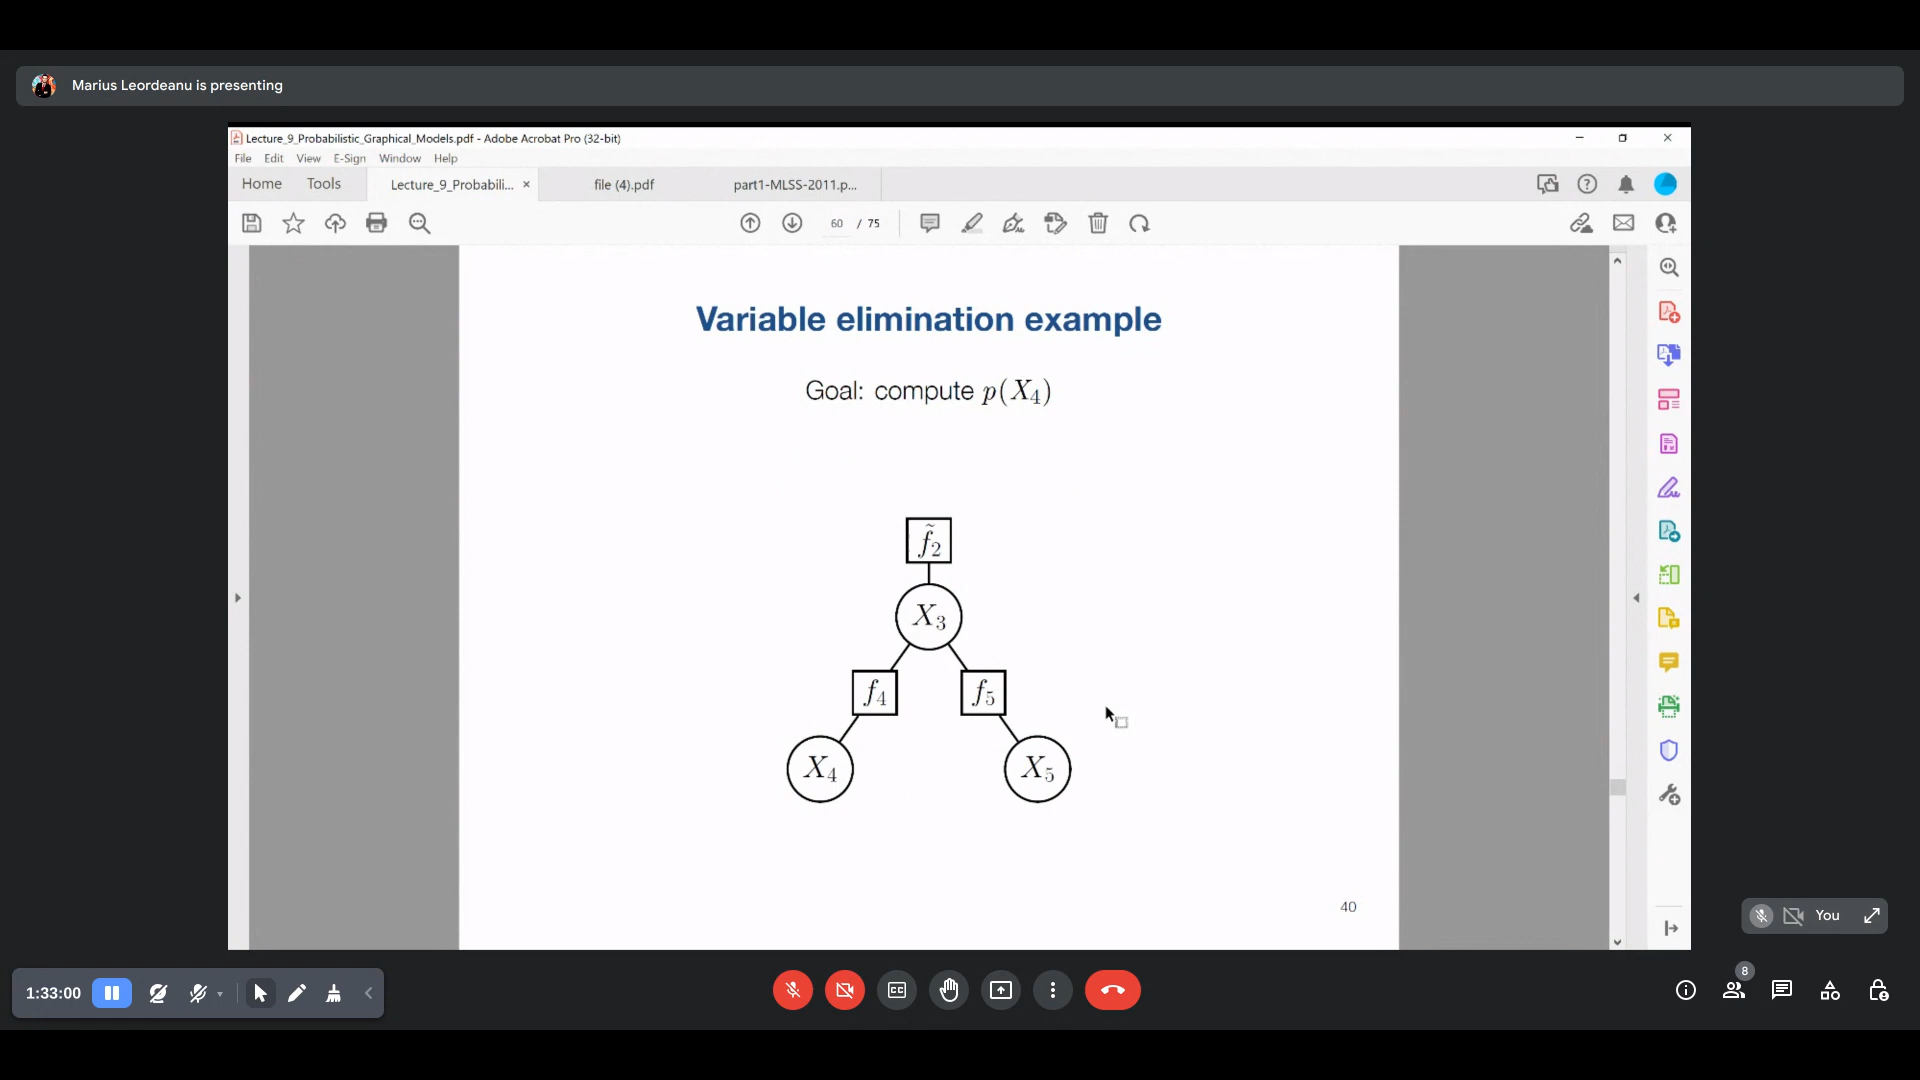 Marius Leordeanu is presenting
Lecture_9_Probabilistic_Graphical_Models.pdf - Adobe Acrobat Pro (32-bit)
File Edit View E-Sign Window Help
Home Tools Lecture_9_Probabili... × file (4).pdf part1-MLSS-2011.p...
60 / 75
Variable elimination example
Goal: compute p(X₄)
f̃₂
X₃
f₄ f₅
X₄ X₅
40
You
1:33:00
8